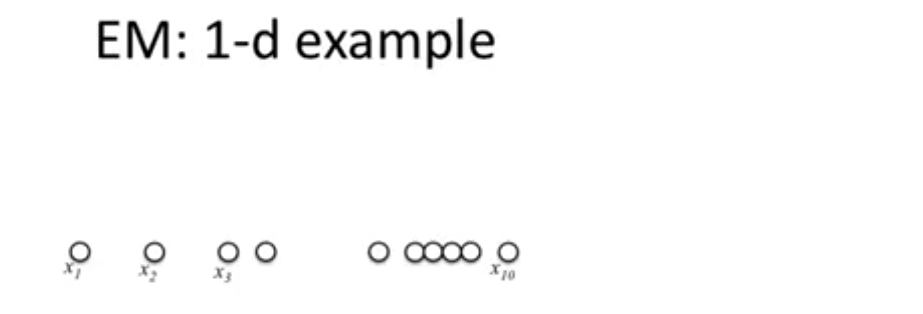 EM: 1-d example
x₁ x₂ x₃ x₁₀